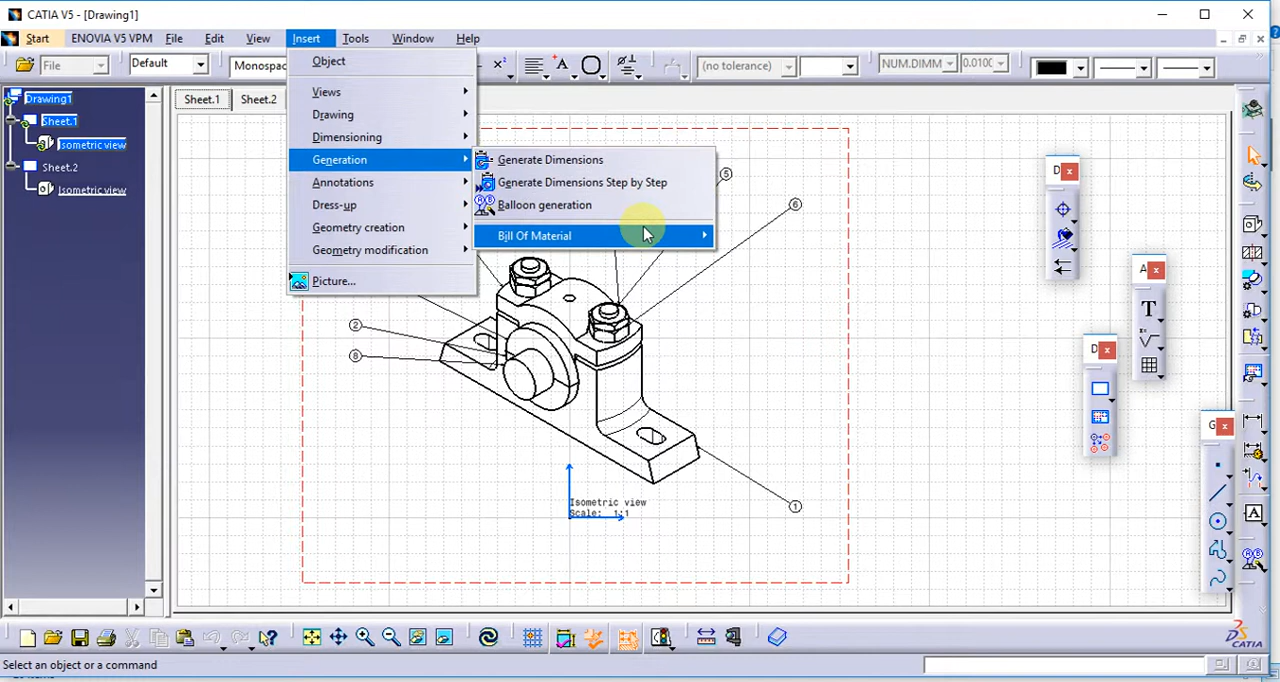 CATIA V5 - [Drawing1]
Start ENOVIA V5 VPM File Edit View Insert Tools Window Help
File Default Monospac (no tolerance) NUM.DIMM 0.0100
Object
Views
Drawing
Dimensioning
Generation
Annotations
Dress-up
Geometry creation
Geometry modification
Picture...
Generate Dimensions
Generate Dimensions Step by Step
Balloon generation
Bill Of Material
Drawing1
Sheet.1
Isometric view
Sheet.2
Isometric view
Sheet.1 Sheet.2
5
6
2
8
1
Isometric view
Scale: 1:1
D
A
D
G
Select an object or a command
CATIA